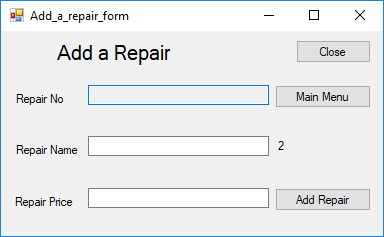 Add_a_repair_form
Add a Repair
Close
Repair No
Main Menu
Repair Name
2
Repair Price
Add Repair